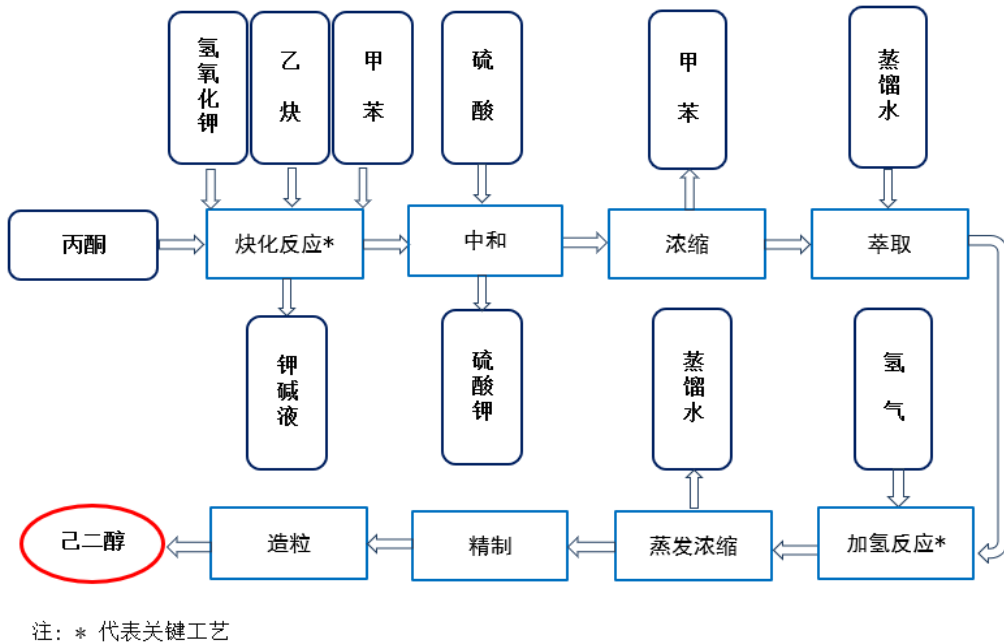 氢氧化钾
乙炔
甲苯
硫酸
甲苯
蒸馏水
丙酮
炔化反应*
中和
浓缩
萃取
钾碱液
硫酸钾
蒸馏水
氢气
己二醇
造粒
精制
蒸发浓缩
加氢反应*
注: * 代表关键工艺